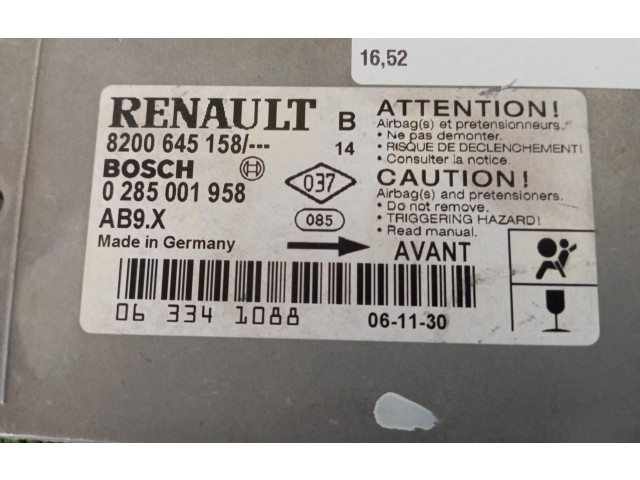 16,52
RENAULT B
8200 645 158/--- 14
BOSCH
0 285 001 958
AB9.X
Made in Germany
037
085
AVANT
ATTENTION!
Airbag(s) et pretensionneurs.
• Ne pas demonter.
• RISQUE DE DECLENCHEMENT!
• Consulter la notice.
CAUTION!
Airbag(s) and pretensioners.
• Do not remove.
• TRIGGERING HAZARD!
• Read manual.
06 334 1088
06-11-30